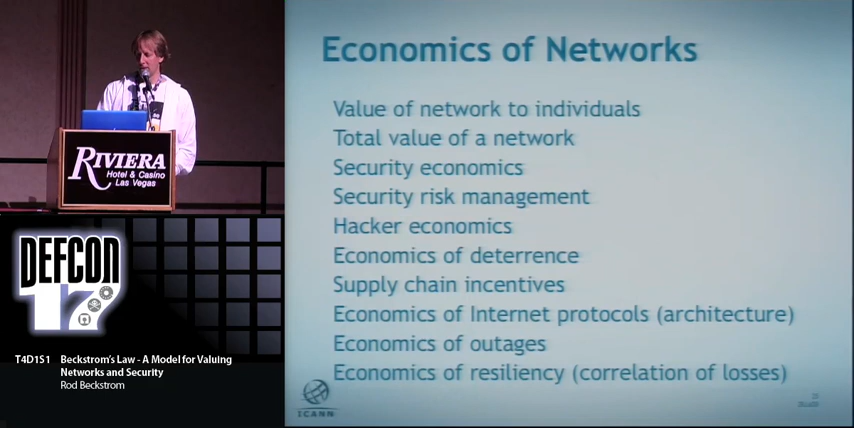 Economics of Networks
Value of network to individuals
Total value of a network
Security economics
Security risk management
Hacker economics
Economics of deterrence
Supply chain incentives
Economics of Internet protocols (architecture)
Economics of outages
Economics of resiliency (correlation of losses)
ICANN
RIVIERA
Hotel & Casino
Las Vegas
DEFCON
17
T4D1S1 Beckstrom's Law - A Model for Valuing
Networks and Security
Rod Beckstrom